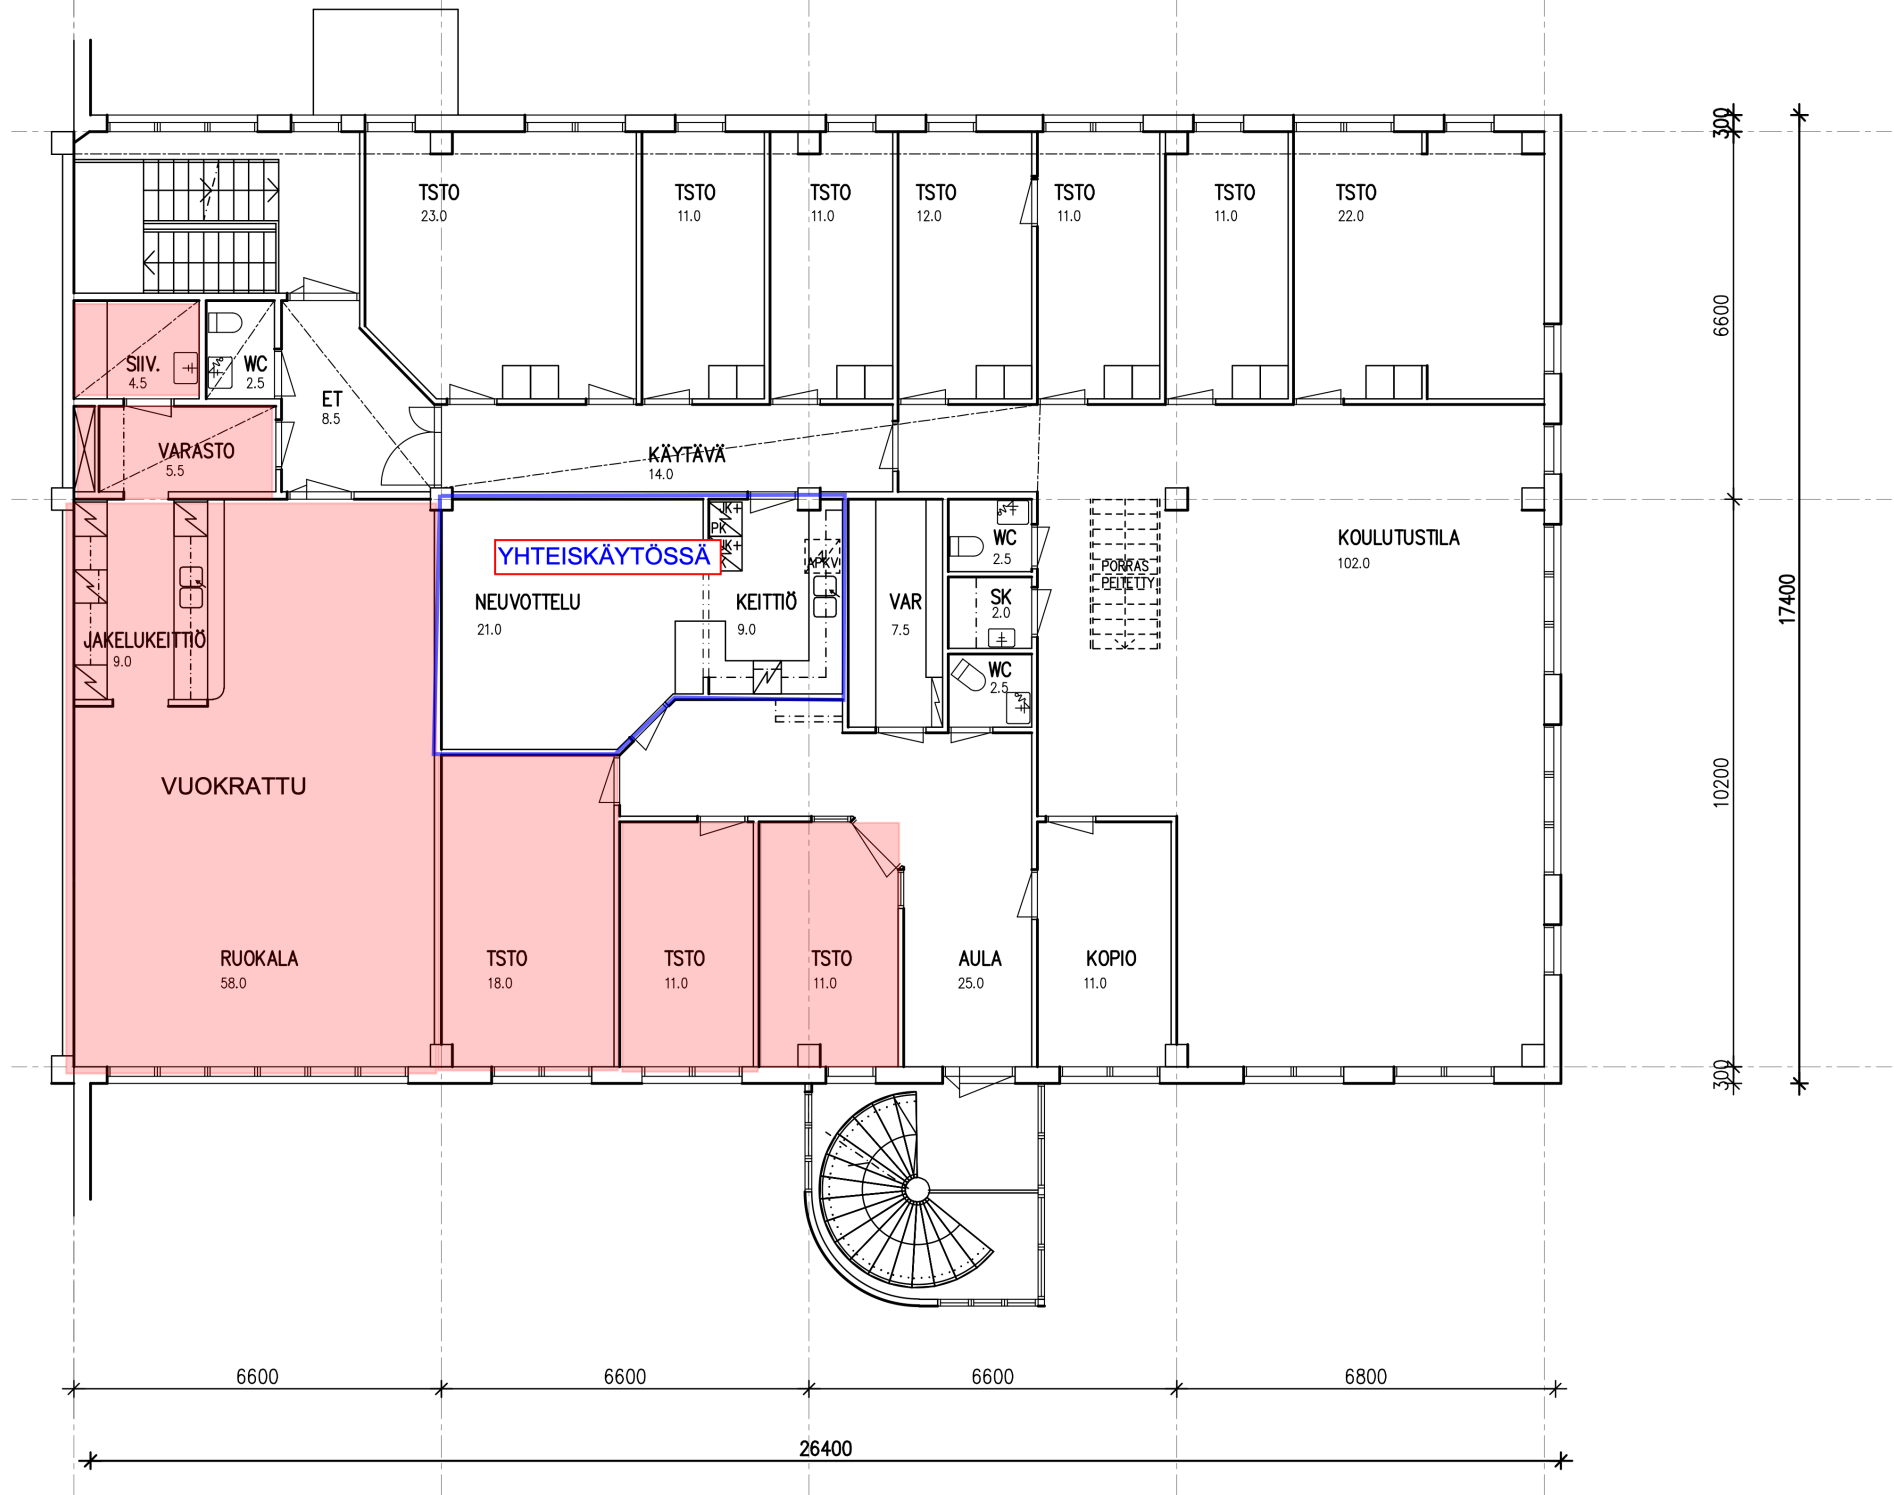 300
TSTO
23.0
TSTO
11.0
TSTO
11.0
TSTO
12.0
TSTO
11.0
TSTO
11.0
TSTO
22.0
6600
SIIV.
4.5
WC
2.5
ET
8.5
VARASTO
5.5
KÄYTÄVÄ
14.0
JK+
PK
YHTEISKÄYTÖSSÄ
APKV
NEUVOTTELU
21.0
KEITTIÖ
9.0
VAR
7.5
WC
2.5
SK
2.0
WC
2.5
PORRAS
PEITETTY
KOULUTUSTILA
102.0
17400
JAKELUKEITTIÖ
9.0
VUOKRATTU
10200
RUOKALA
58.0
TSTO
18.0
TSTO
11.0
TSTO
11.0
AULA
25.0
KOPIO
11.0
300
6600
6600
6600
6800
26400